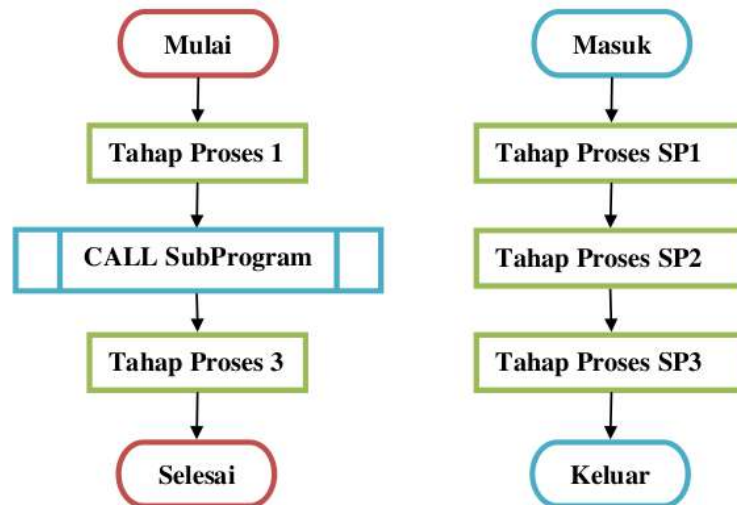 Mulai
Tahap Proses 1
CALL SubProgram
Tahap Proses 3
Selesai
Masuk
Tahap Proses SP1
Tahap Proses SP2
Tahap Proses SP3
Keluar